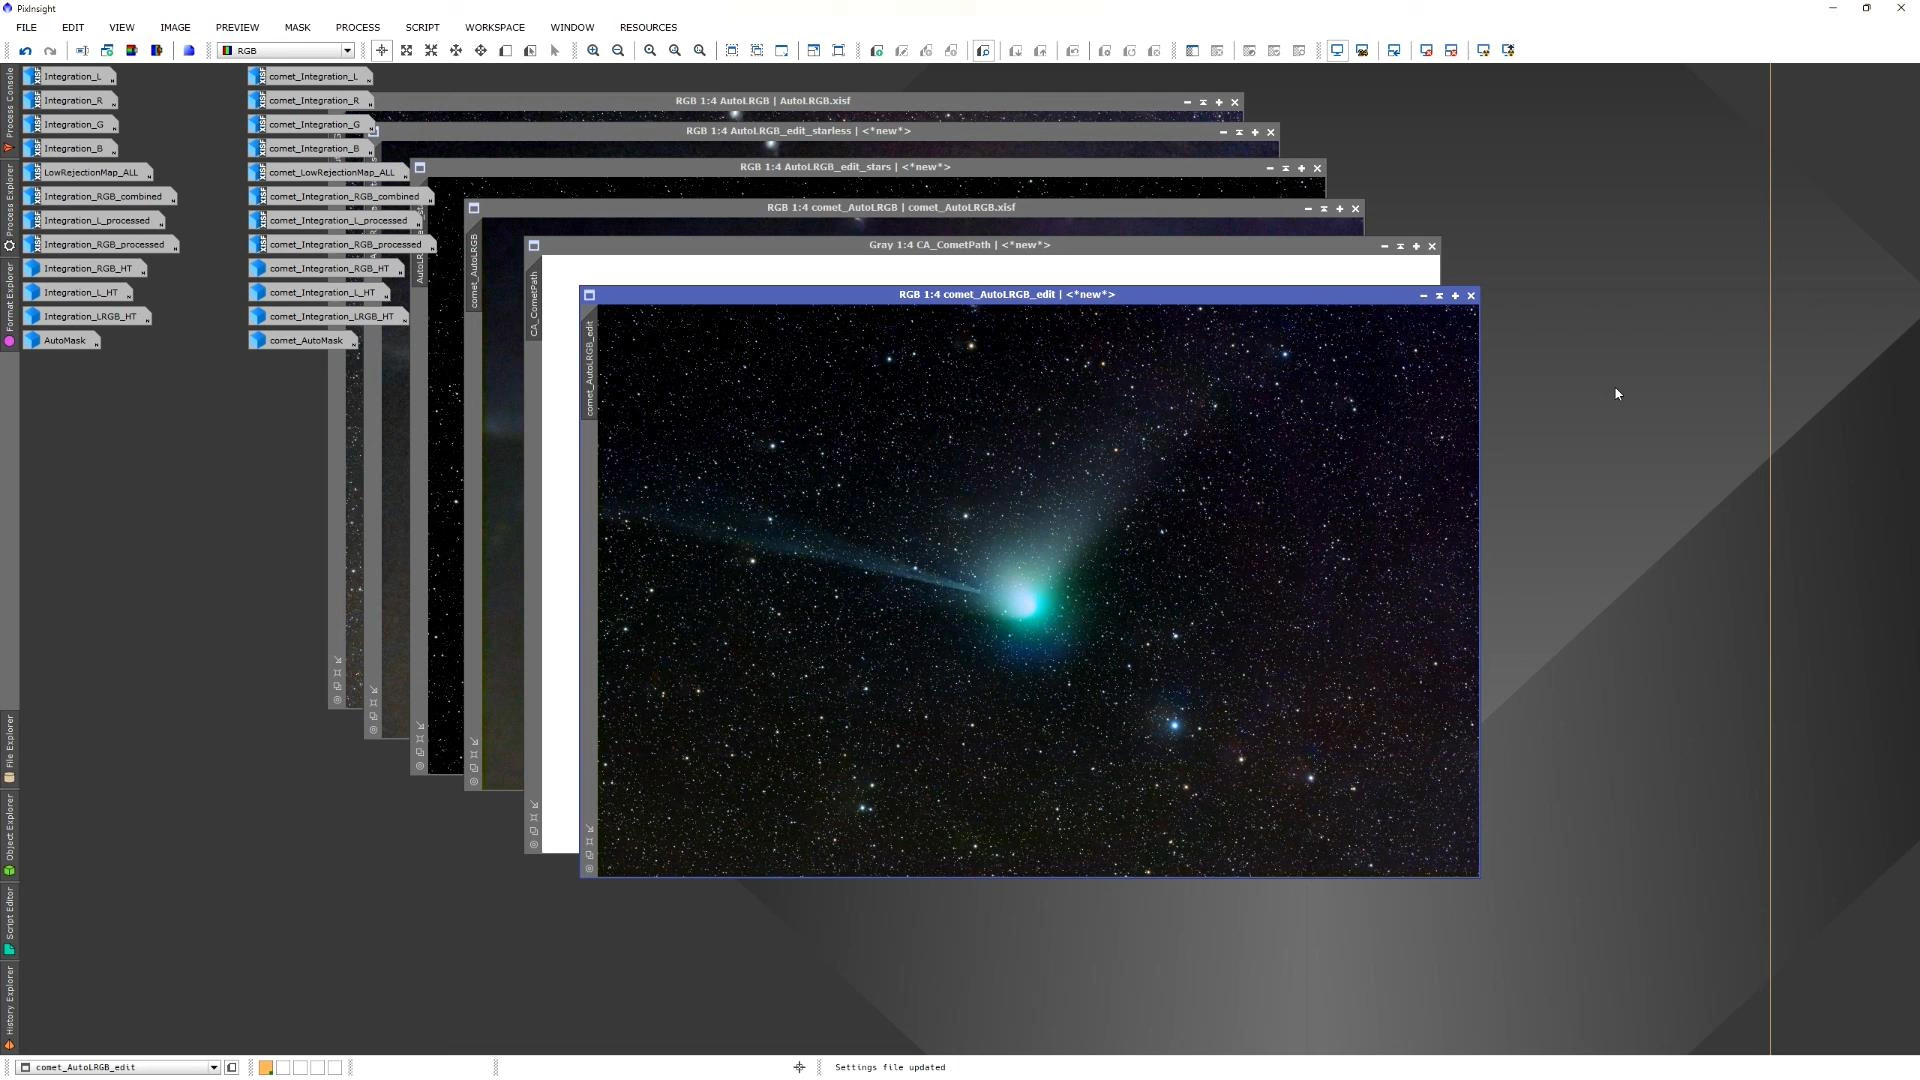 PixInsight
FILE EDIT VIEW IMAGE PREVIEW MASK PROCESS SCRIPT WORKSPACE WINDOW RESOURCES
RGB
Process Console
Process Explorer
Format Explorer
File Explorer
Object Explorer
Script Editor
History Explorer
Integration_L
Integration_R
Integration_G
Integration_B
LowRejectionMap_ALL
Integration_RGB_combined
Integration_L_processed
Integration_RGB_processed
Integration_RGB_HT
Integration_L_HT
Integration_LRGB_HT
AutoMask
comet_Integration_L
comet_Integration_R
comet_Integration_G
comet_Integration_B
comet_LowRejectionMap_ALL
comet_Integration_RGB_combined
comet_Integration_L_processed
comet_Integration_RGB_processed
comet_Integration_RGB_HT
comet_Integration_L_HT
comet_Integration_LRGB_HT
comet_AutoMask
RGB 1:4 AutoLRGB | AutoLRGB.xisf
RGB 1:4 AutoLRGB_edit_starless | <*new*>
RGB 1:4 AutoLRGB_edit_stars | <*new*>
RGB 1:4 comet_AutoLRGB | comet_AutoLRGB.xisf
comet_AutoLRGB
Gray 1:4 CA_CometPath | <*new*>
CA_CometPath
RGB 1:4 comet_AutoLRGB_edit | <*new*>
comet_AutoLRGB_edit
comet_AutoLRGB_edit
Settings file updated